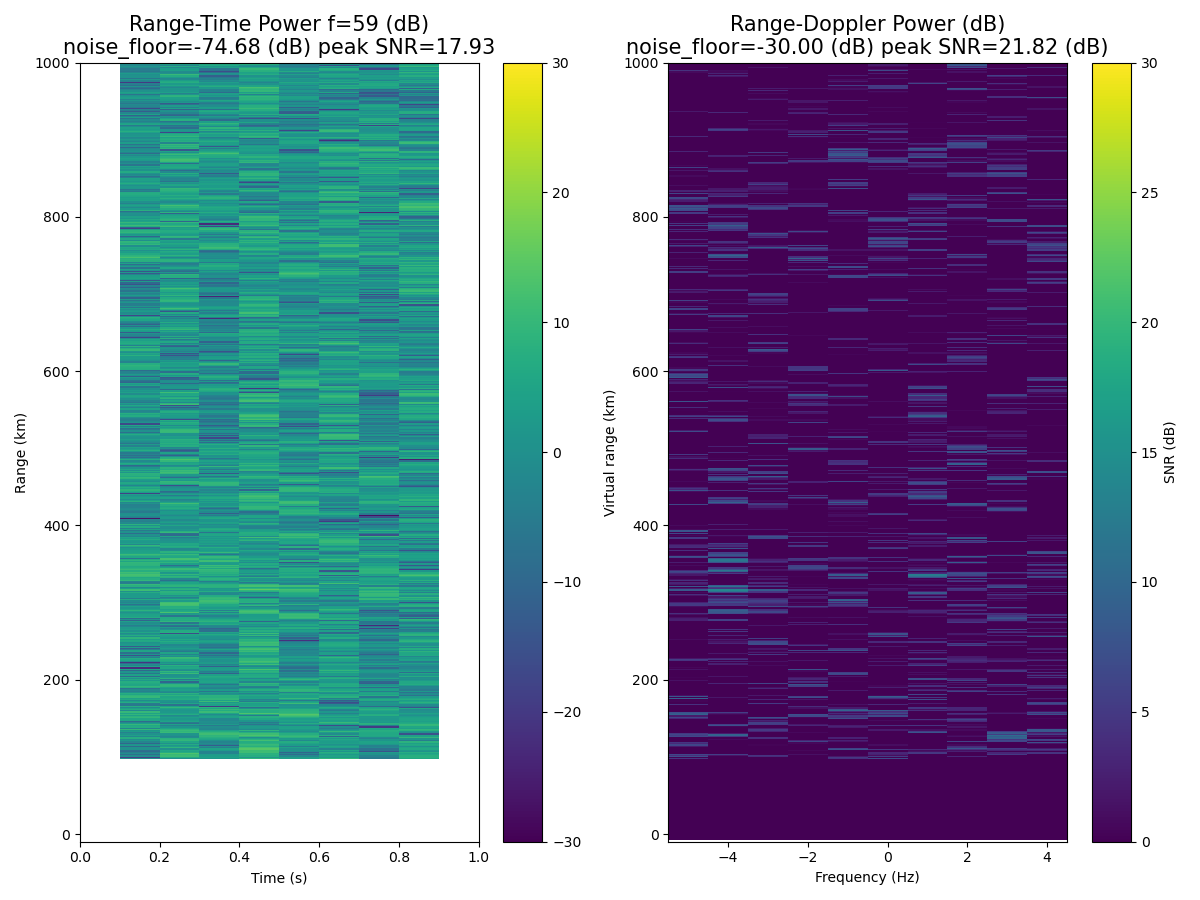 Range-Time Power f=59 (dB)
noise_floor=-74.68 (dB) peak SNR=17.93
1000
800
600
400
200
0
Range (km)
0.0 0.2 0.4 0.6 0.8 1.0
Time (s)
30
20
10
0
−10
−20
−30
Range-Doppler Power (dB)
noise_floor=-30.00 (dB) peak SNR=21.82 (dB)
1000
800
600
400
200
0
Virtual range (km)
−4 −2 0 2 4
Frequency (Hz)
30
25
20
15
10
5
0
SNR (dB)